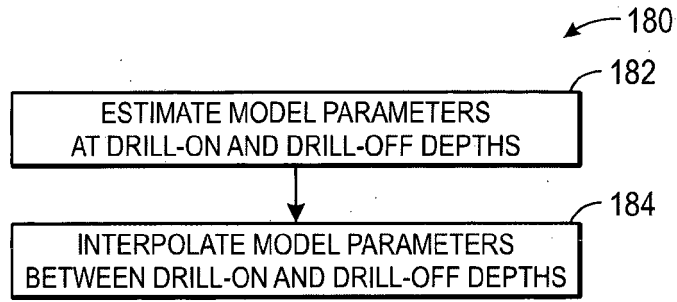 180
182
ESTIMATE MODEL PARAMETERS
AT DRILL-ON AND DRILL-OFF DEPTHS
184
INTERPOLATE MODEL PARAMETERS
BETWEEN DRILL-ON AND DRILL-OFF DEPTHS